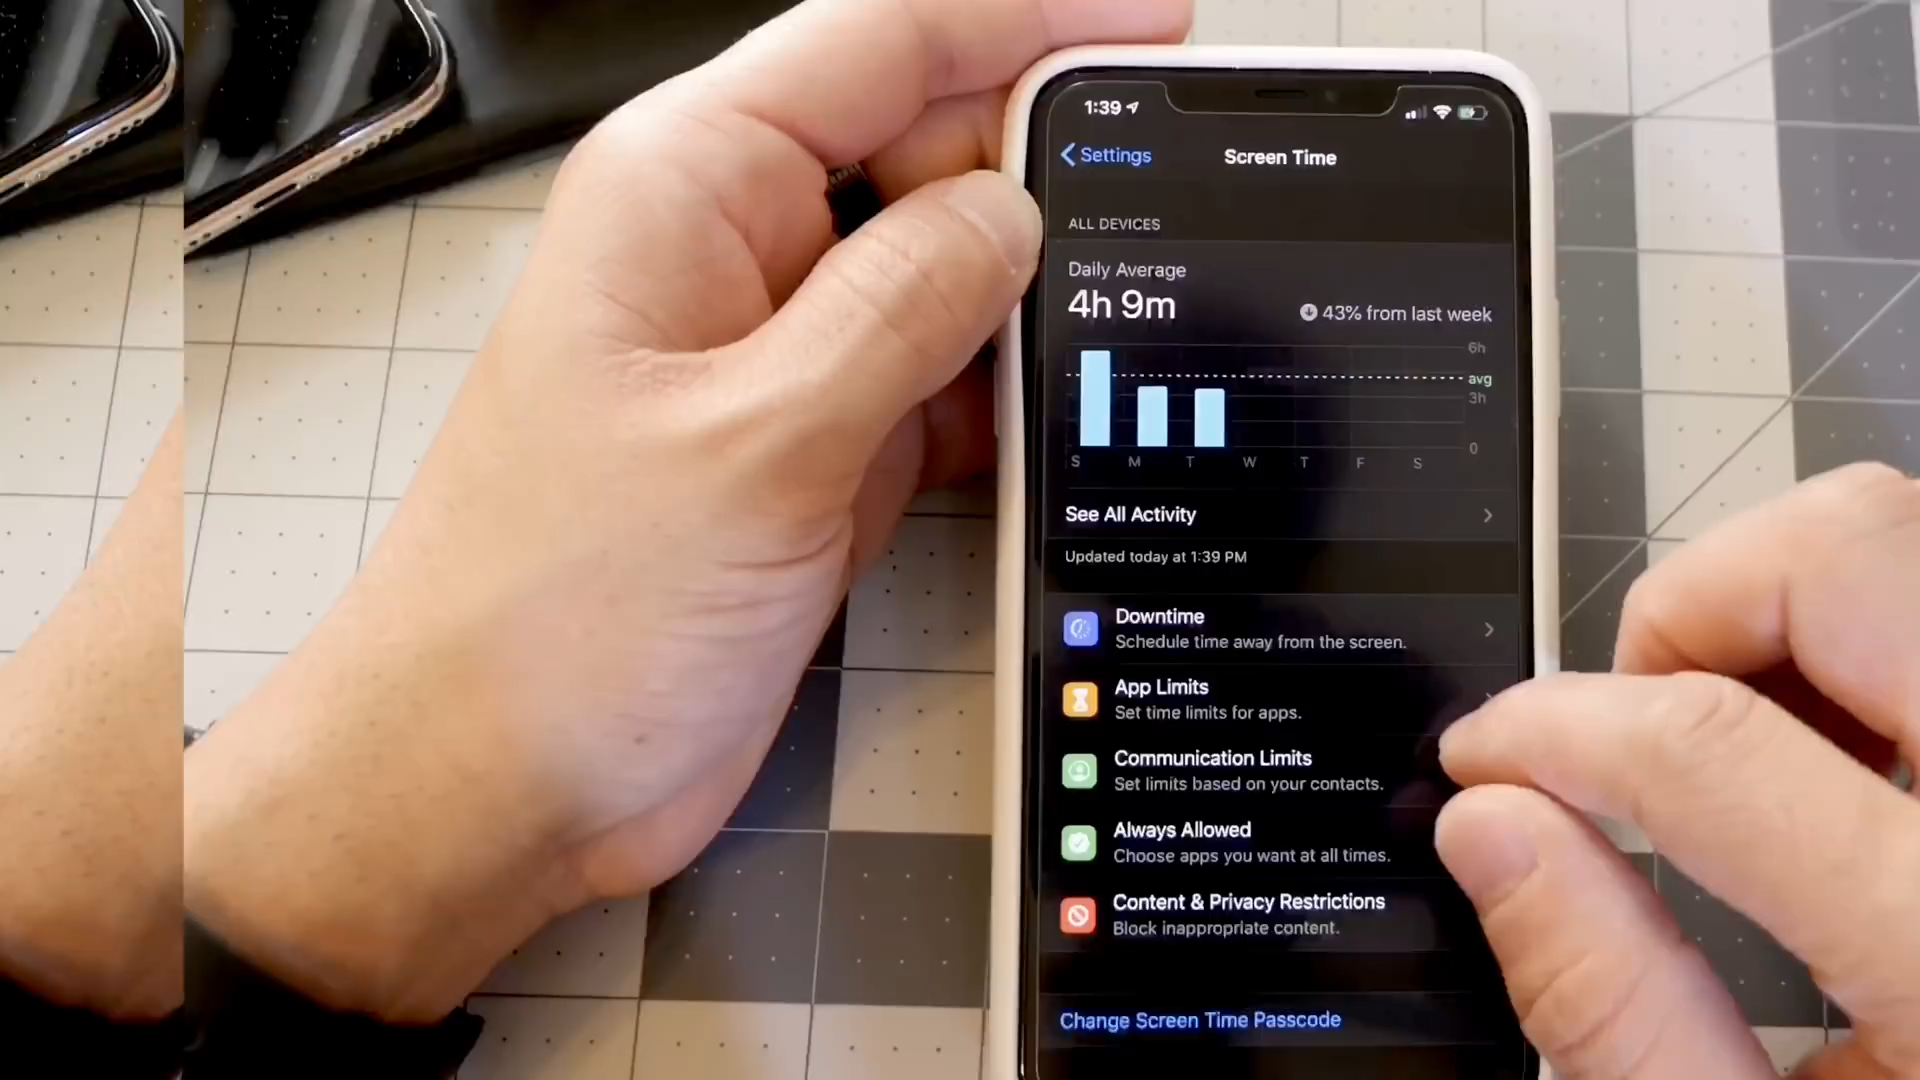 1:39
Settings
Screen Time
ALL DEVICES
Daily Average
4h 9m
43% from last week
6h
avg
3h
0
S M T W T F S
See All Activity
Updated today at 1:39 PM
Downtime
Schedule time away from the screen.
App Limits
Set time limits for apps.
Communication Limits
Set limits based on your contacts.
Always Allowed
Choose apps you want at all times.
Content & Privacy Restrictions
Block inappropriate content.
Change Screen Time Passcode